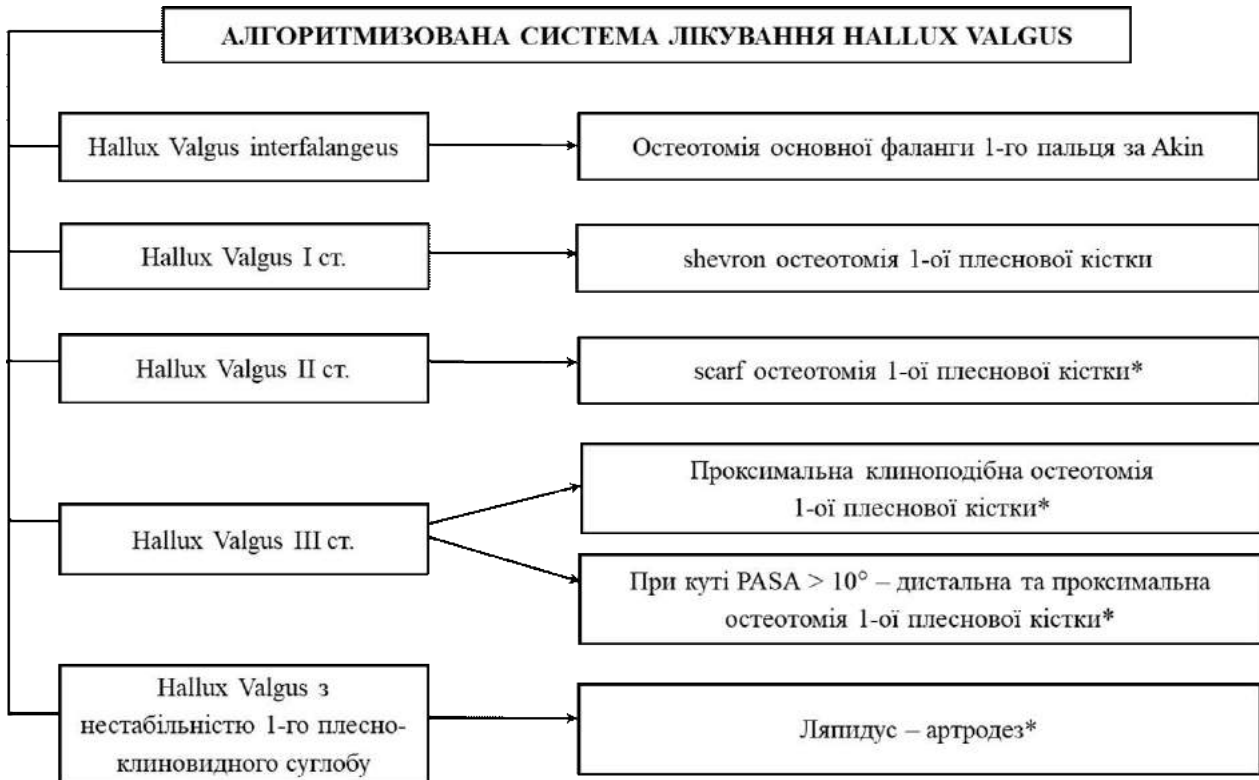 АЛГОРИТМИЗОВАНА СИСТЕМА ЛІКУВАННЯ HALLUX VALGUS
Hallux Valgus interfalangeus
Остеотомія основної фаланги 1-го пальця за Akin
Hallux Valgus I ст.
shevron остеотомія 1-ої плеснової кістки
Hallux Valgus II ст.
scarf остеотомія 1-ої плеснової кістки*
Hallux Valgus III ст.
Проксимальна клиноподібна остеотомія
1-ої плеснової кістки*
При куті PASA > 10° – дистальна та проксимальна
остеотомія 1-ої плеснової кістки*
Hallux Valgus з
нестабільністю 1-го плесно-
клиновидного суглобу
Ляпидус – артродез*